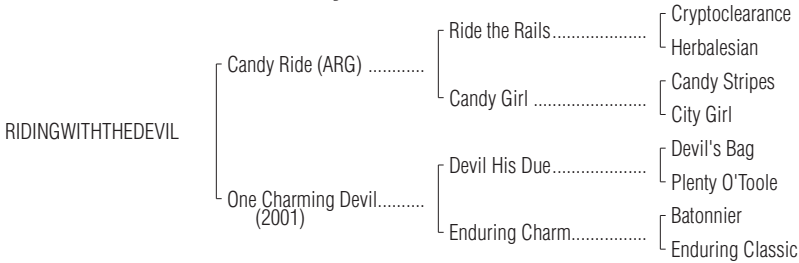 Cryptoclearance
Ride the Rails.....................
Herbalesian
Candy Ride (ARG) ............
Candy Stripes
Candy Girl .........................
City Girl
RIDINGWITHTHEDEVIL
Devil's Bag
Devil His Due.....................
Plenty O'Toole
One Charming Devil..........
(2001)
Batonnier
Enduring Charm.................
Enduring Classic